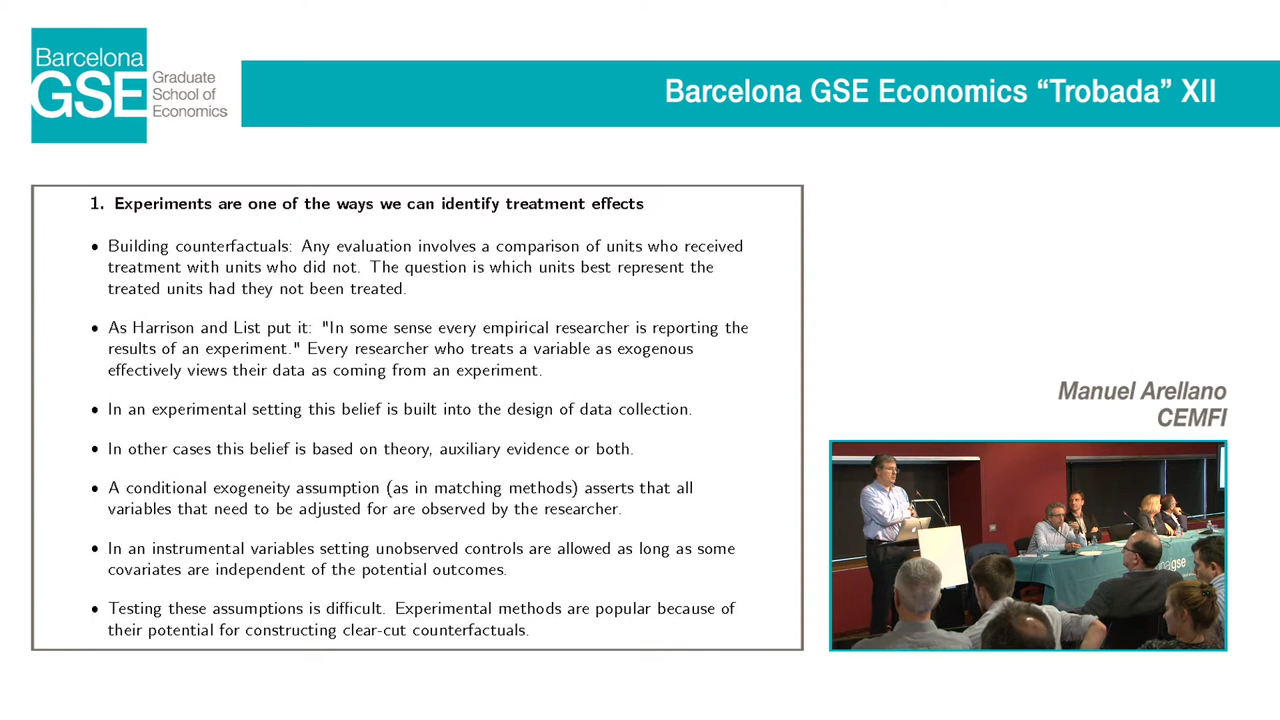 Barcelona
GSE
Graduate
School of
Economics
Barcelona GSE Economics “Trobada” XII
1. Experiments are one of the ways we can identify treatment effects
• Building counterfactuals: Any evaluation involves a comparison of units who received
treatment with units who did not. The question is which units best represent the
treated units had they not been treated.
• As Harrison and List put it: "In some sense every empirical researcher is reporting the
results of an experiment." Every researcher who treats a variable as exogenous
effectively views their data as coming from an experiment.
• In an experimental setting this belief is built into the design of data collection.
• In other cases this belief is based on theory, auxiliary evidence or both.
• A conditional exogeneity assumption (as in matching methods) asserts that all
variables that need to be adjusted for are observed by the researcher.
• In an instrumental variables setting unobserved controls are allowed as long as some
covariates are independent of the potential outcomes.
• Testing these assumptions is difficult. Experimental methods are popular because of
their potential for constructing clear-cut counterfactuals.
Manuel Arellano
CEMFI